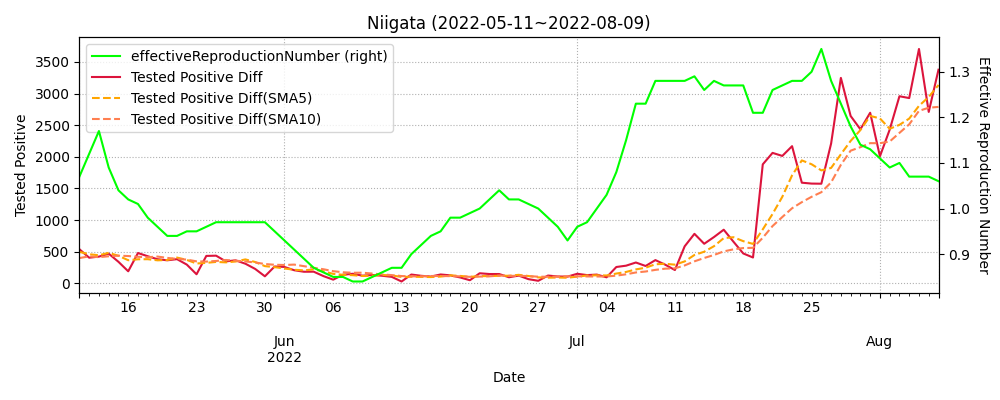 Niigata (2022-05-11~2022-08-09)
effectiveReproductionNumber (right)
Tested Positive Diff
Tested Positive Diff(SMA5)
Tested Positive Diff(SMA10)
Tested Positive
3500
3000
2500
2000
1500
1000
500
0
1.3
1.2
1.1
1.0
0.9
Effective Reproduction Number
16 23 30 06 13 20 27 04 11 18 25
Jun Jul Aug
2022
Date